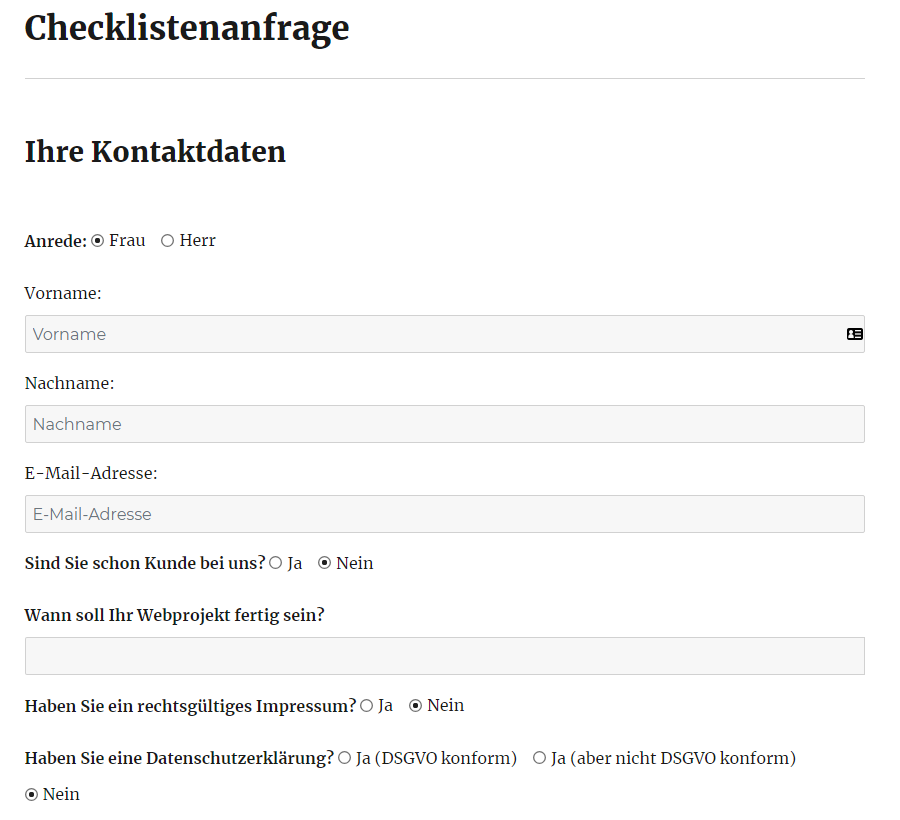 Checklistenanfrage
Ihre Kontaktdaten
Anrede: Frau Herr
Vorname:
Vorname
Nachname:
Nachname
E-Mail-Adresse:
E-Mail-Adresse
Sind Sie schon Kunde bei uns? Ja Nein
Wann soll Ihr Webprojekt fertig sein?
Haben Sie ein rechtsgültiges Impressum? Ja Nein
Haben Sie eine Datenschutzerklärung? Ja (DSGVO konform) Ja (aber nicht DSGVO konform)
Nein